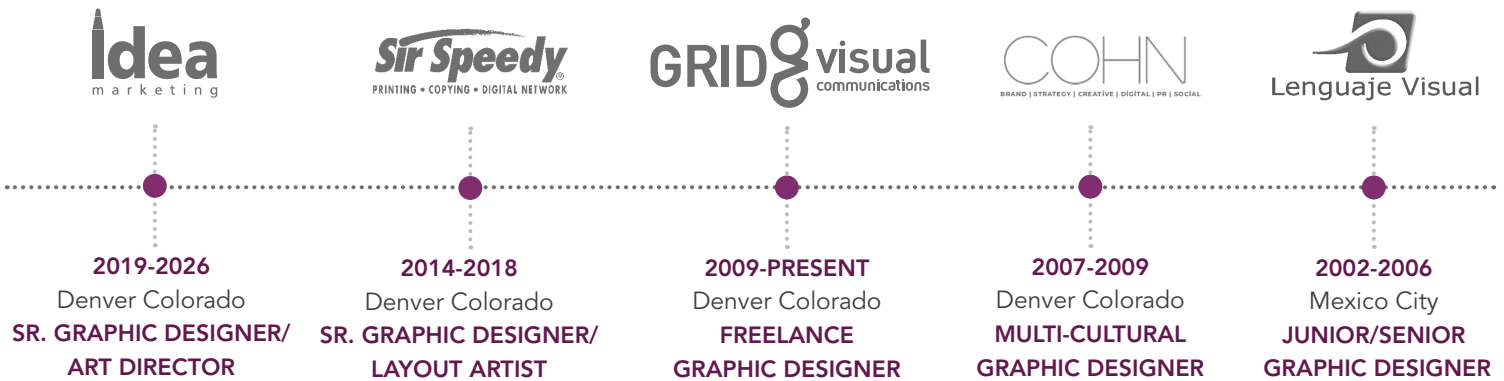 idea
marketing
Sir Speedy®
PRINTING • COPYING • DIGITAL NETWORK
GRID g visual
communications
COHN
BRAND | STRATEGY | CREATIVE | DIGITAL | PR | SOCIAL
Lenguaje Visual
2019-2026
Denver Colorado
SR. GRAPHIC DESIGNER/
ART DIRECTOR
2014-2018
Denver Colorado
SR. GRAPHIC DESIGNER/
LAYOUT ARTIST
2009-PRESENT
Denver Colorado
FREELANCE
GRAPHIC DESIGNER
2007-2009
Denver Colorado
MULTI-CULTURAL
GRAPHIC DESIGNER
2002-2006
Mexico City
JUNIOR/SENIOR
GRAPHIC DESIGNER